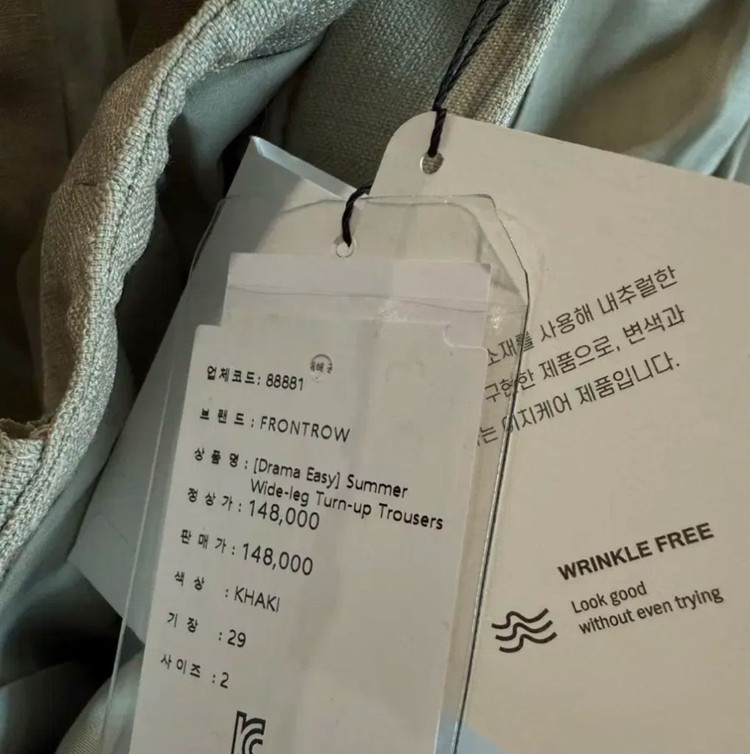 업체코드: 88881
브 랜 드 : FRONTROW
상 품 명 : [Drama Easy] Summer
Wide-leg Turn-up Trousers
정 상 가 : 148,000
판 매 가 : 148,000
색 상 : KHAKI
기 장 : 29
사 이 즈 : 2
소재를 사용해 내추럴한
구현한 제품으로, 변색과
는 이지케어 제품입니다.
WRINKLE FREE
Look good
without even trying